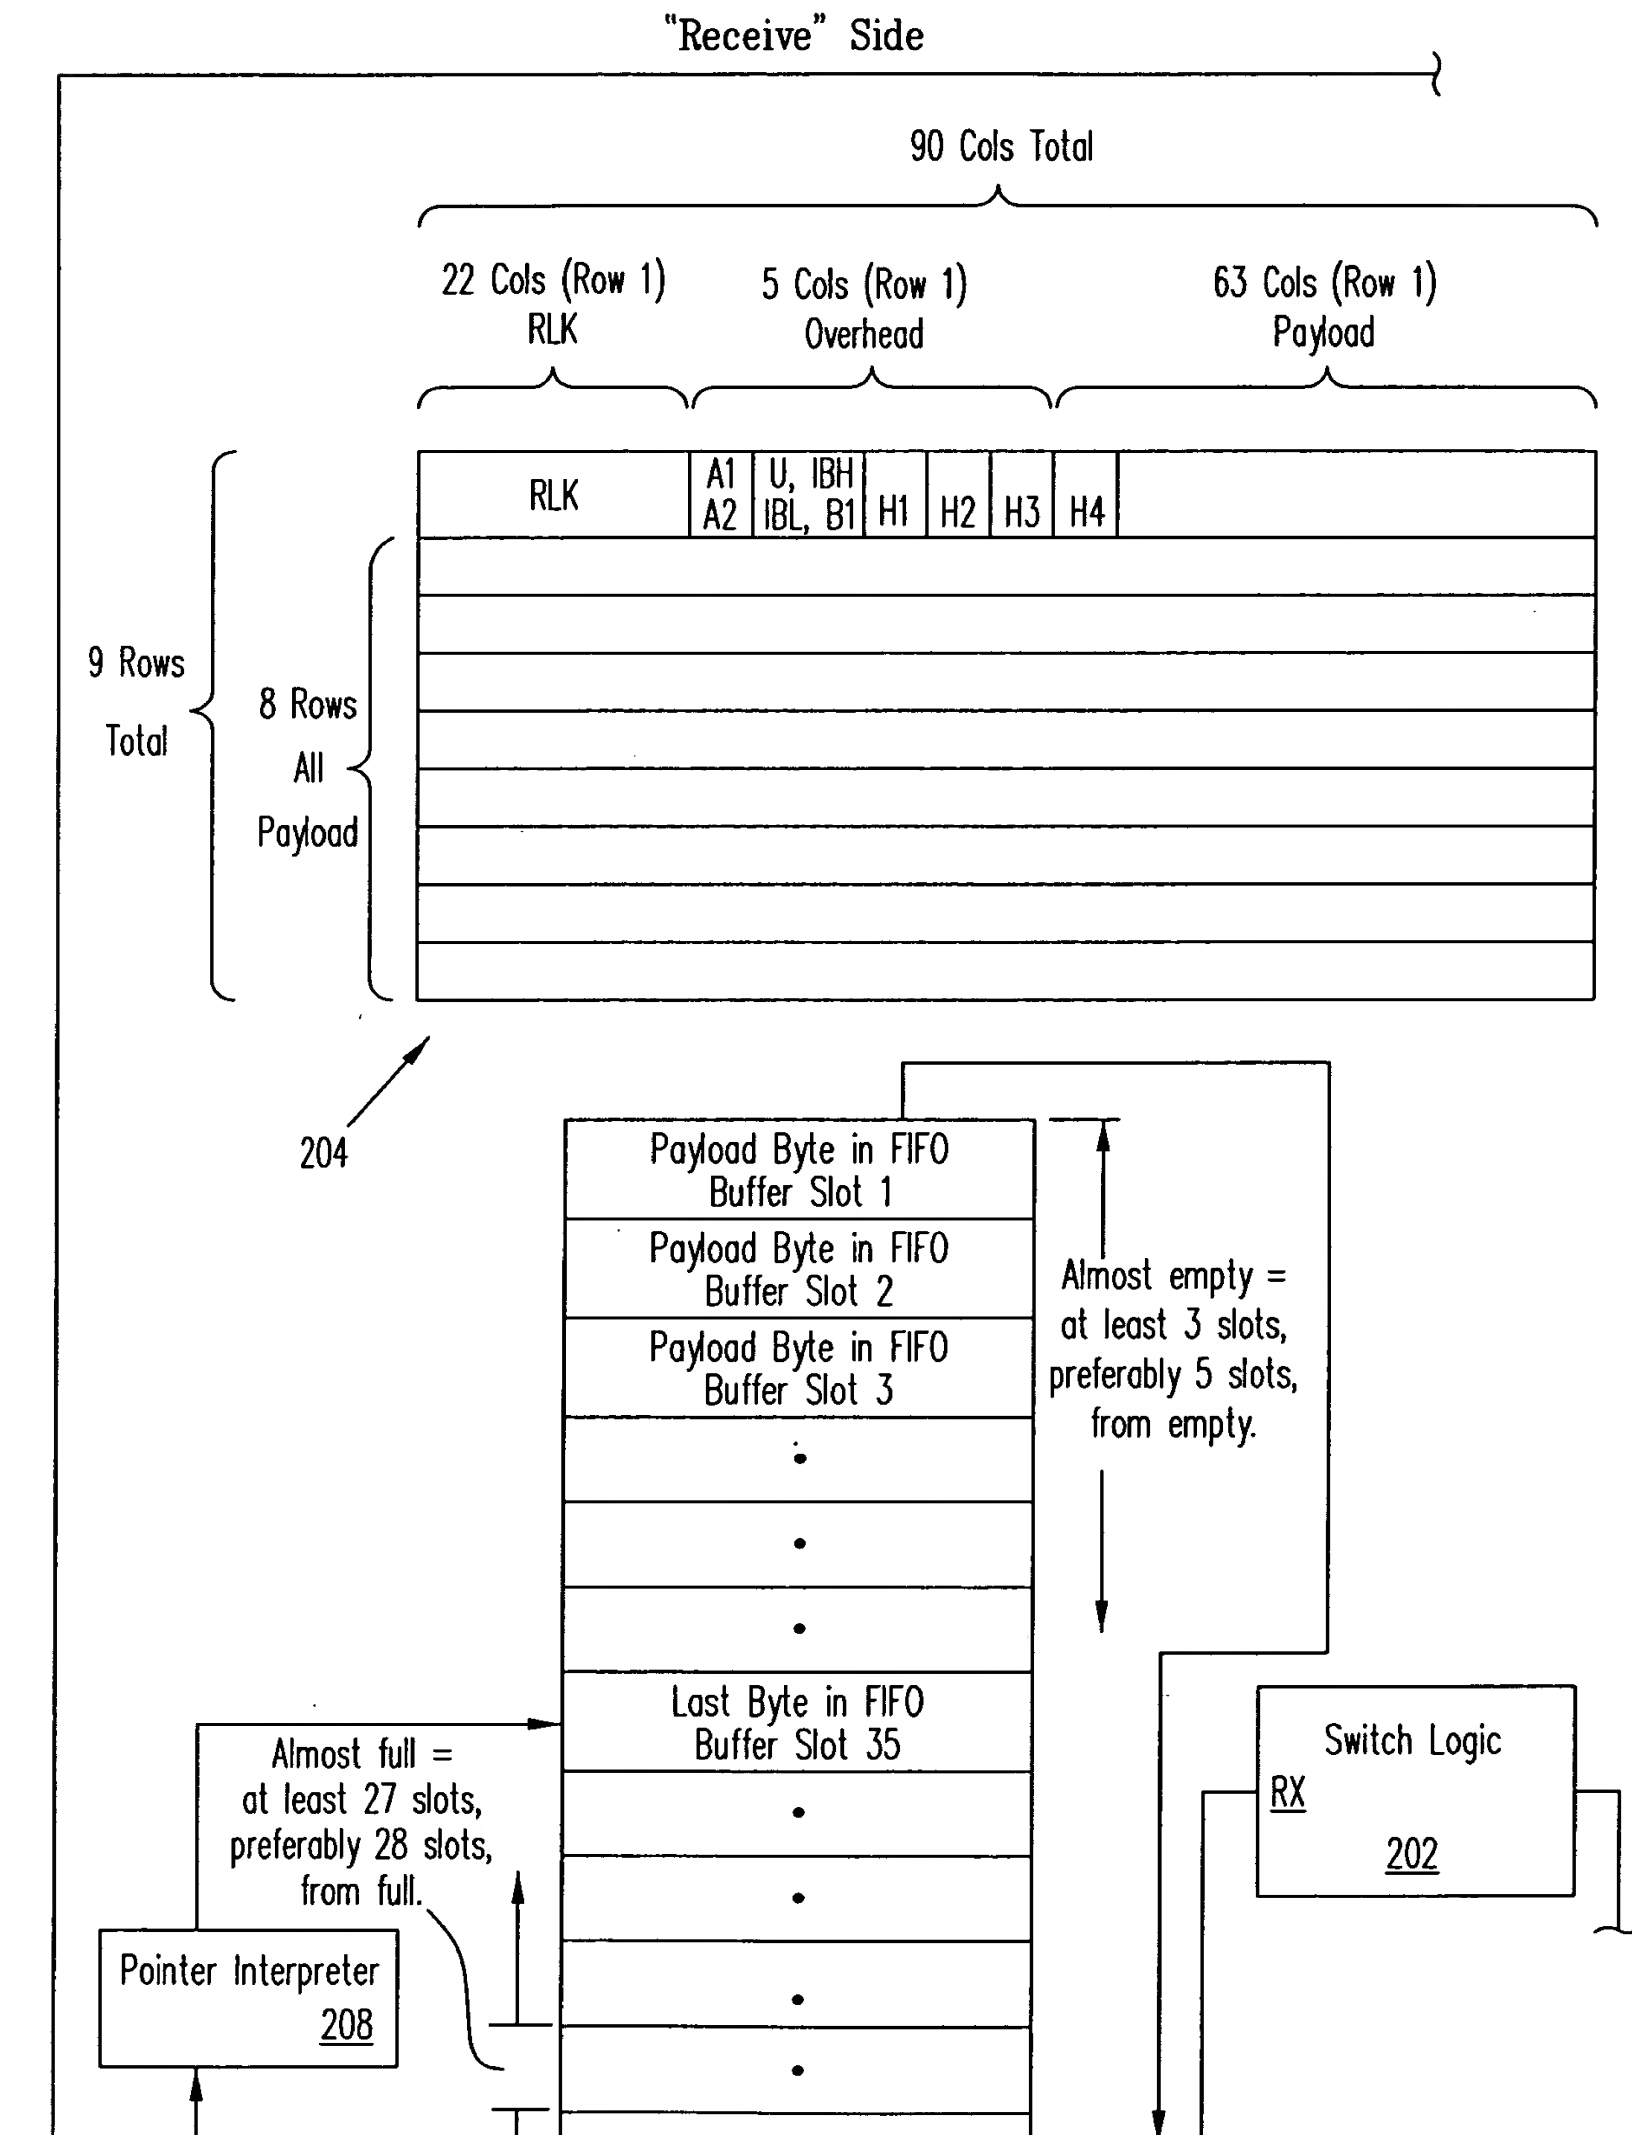 "Receive" Side
90 Cols Total
22 Cols (Row 1)
RLK
5 Cols (Row 1)
Overhead
63 Cols (Row 1)
Payload
RLK
A1
A2
U, IBH
IBL, B1
H1
H2
H3
H4
9 Rows
Total
8 Rows
All
Payload
204
Payload Byte in FIFO
Buffer Slot 1
Payload Byte in FIFO
Buffer Slot 2
Payload Byte in FIFO
Buffer Slot 3
Almost empty =
at least 3 slots,
preferably 5 slots,
from empty.
Last Byte in FIFO
Buffer Slot 35
Almost full =
at least 27 slots,
preferably 28 slots,
from full.
Switch Logic
RX
202
Pointer Interpreter
208